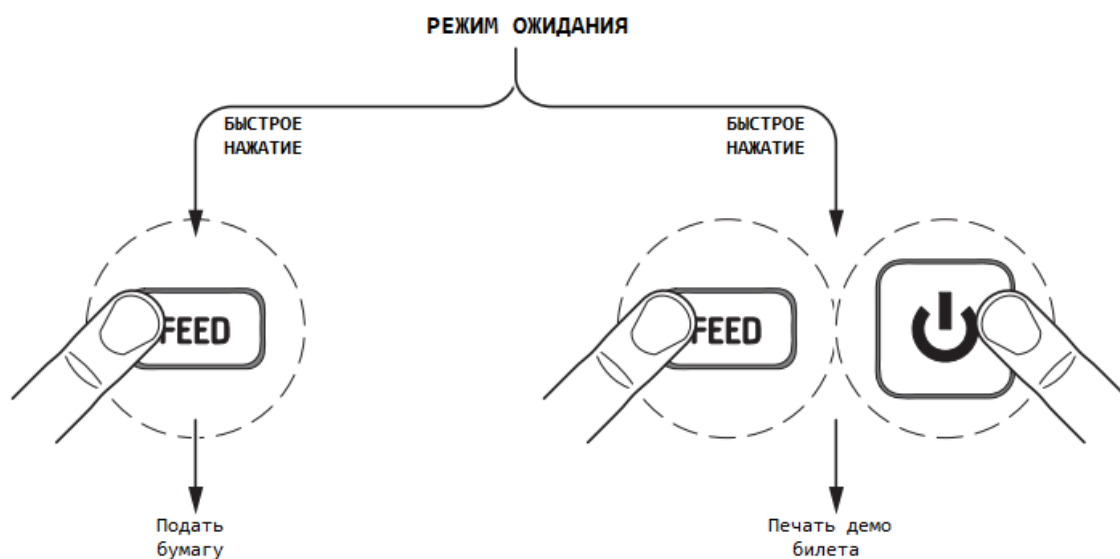 РЕЖИМ ОЖИДАНИЯ
БЫСТРОЕ
НАЖАТИЕ
БЫСТРОЕ
НАЖАТИЕ
FEED
FEED
Подать
бумагу
Печать демо
билета